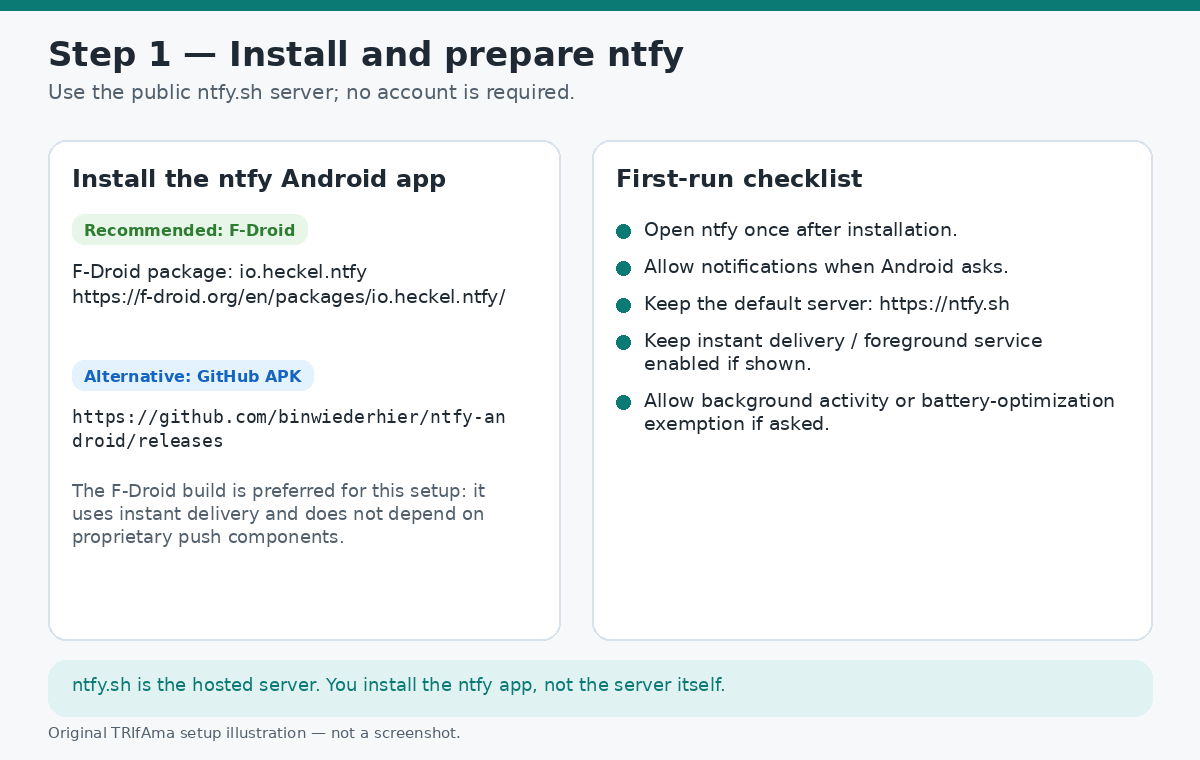 Step 1 — Install and prepare ntfy
Use the public ntfy.sh server; no account is required.
Install the ntfy Android app
Recommended: F-Droid
F-Droid package: io.heckel.ntfy
https://f-droid.org/en/packages/io.heckel.ntfy/
Alternative: GitHub APK
https://github.com/binwiederhier/ntfy-an
droid/releases
The F-Droid build is preferred for this setup: it
uses instant delivery and does not depend on
proprietary push components.
First-run checklist
Open ntfy once after installation.
Allow notifications when Android asks.
Keep the default server: https://ntfy.sh
Keep instant delivery / foreground service
enabled if shown.
Allow background activity or battery-optimization
exemption if asked.
ntfy.sh is the hosted server. You install the ntfy app, not the server itself.
Original TRIfAma setup illustration — not a screenshot.